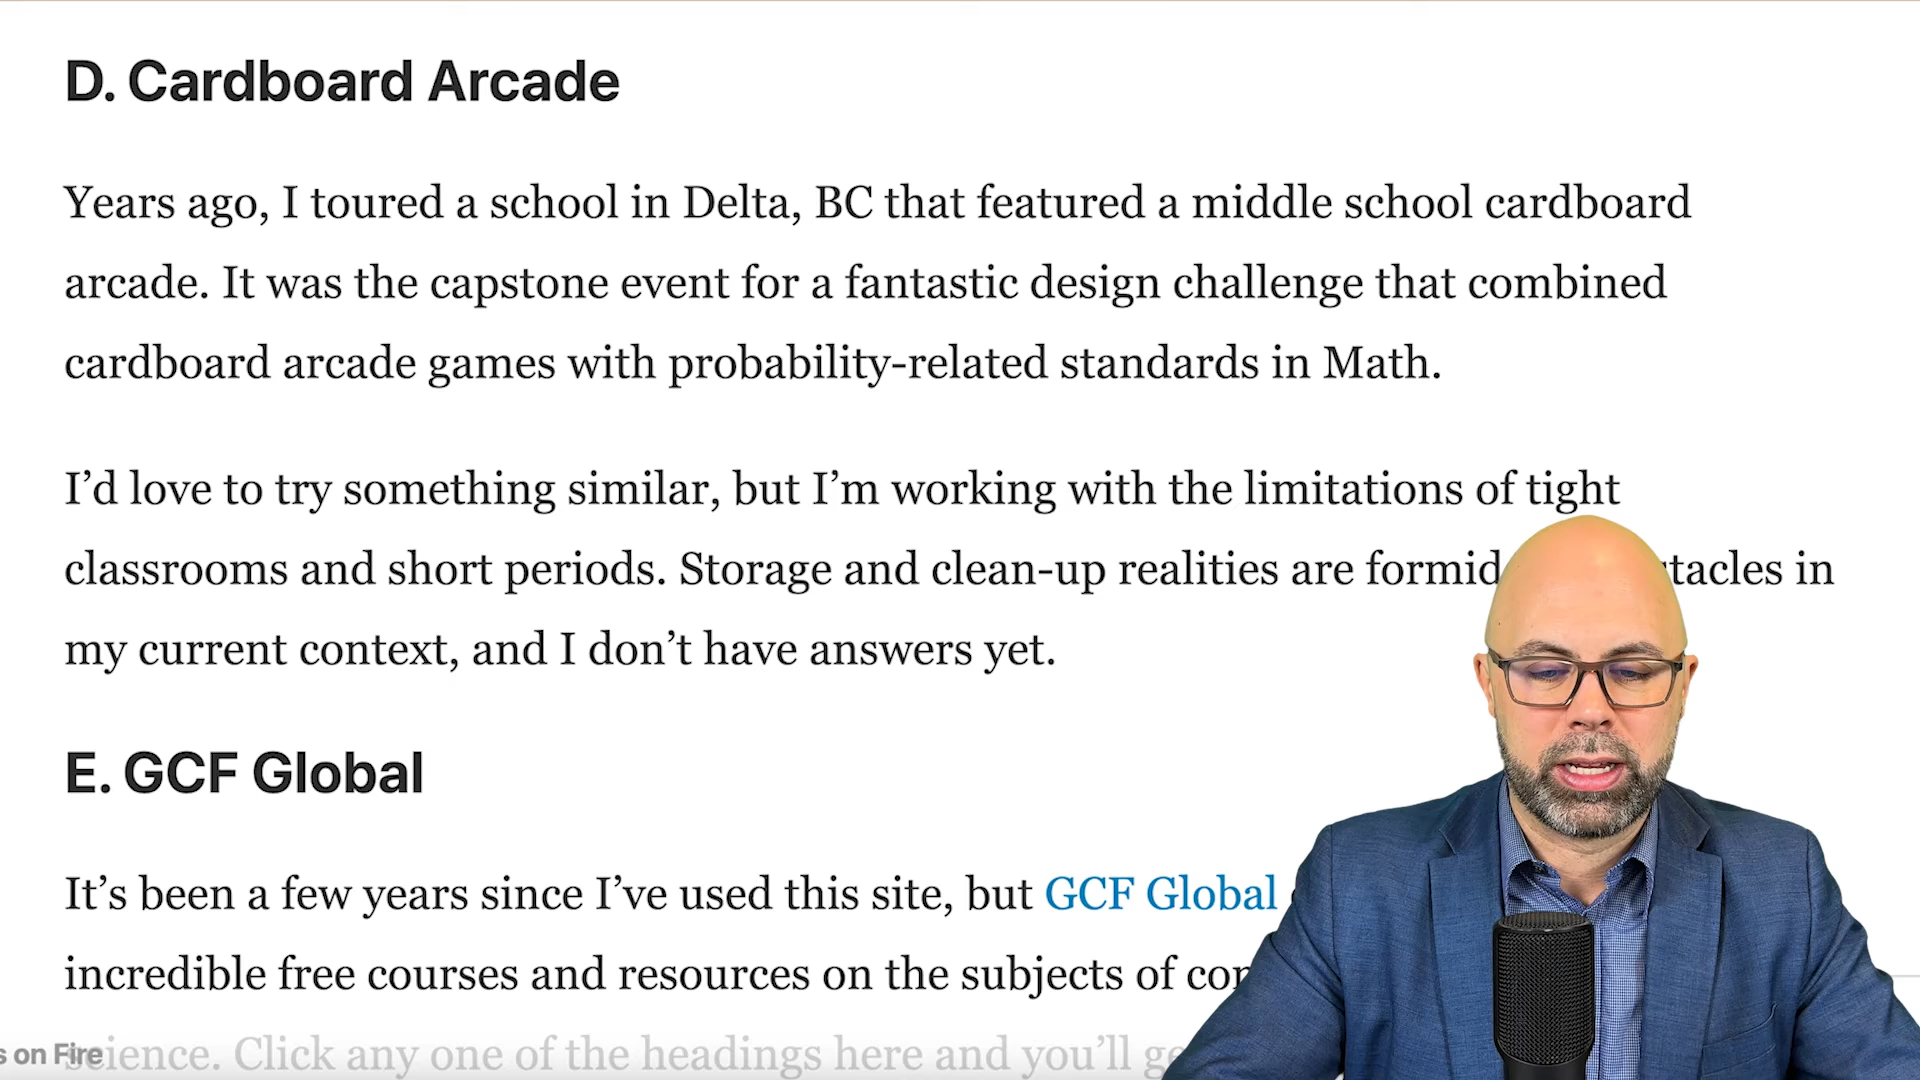 D. Cardboard Arcade
Years ago, I toured a school in Delta, BC that featured a middle school cardboard
arcade. It was the capstone event for a fantastic design challenge that combined
cardboard arcade games with probability-related standards in Math.
I’d love to try something similar, but I’m working with the limitations of tight
classrooms and short periods. Storage and clean-up realities are in
my current context, and I don’t have answers yet.
E. GCF Global
It’s been a few years since I’ve used this site, but GCF Global
incredible free courses and resources on the subjects of
Click any one of the headings here and you’ll
on Fire